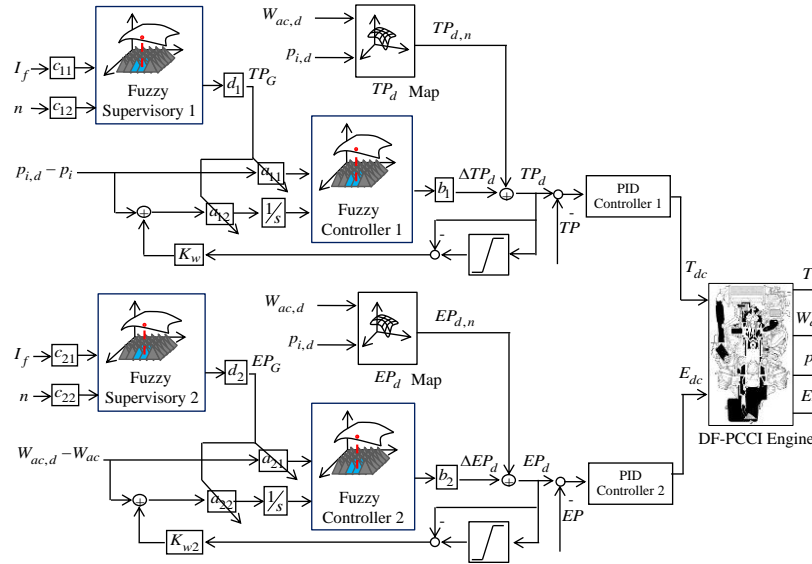 W_{ac,d}
p_{i,d}
TP_{d,n}
TP_d Map
I_f
c_{11}
n
c_{12}
Fuzzy
Supervisory 1
d_1
TP_G
p_{i,d} - p_i
a_{11}
a_{12}
1/s
+
Fuzzy
Controller 1
b_1
ΔTP_d
+
TP_d
-
TP
PID
Controller 1
-
K_w
T_{dc}
W_{ac,d}
p_{i,d}
EP_{d,n}
EP_d Map
I_f
c_{21}
n
c_{22}
Fuzzy
Supervisory 2
d_2
EP_G
E_{dc}
DF-PCCI Engine
W_{ac,d} - W_{ac}
a_{21}
a_{22}
1/s
+
Fuzzy
Controller 2
b_2
ΔEP_d
+
EP_d
-
EP
PID
Controller 2
-
K_{w2}